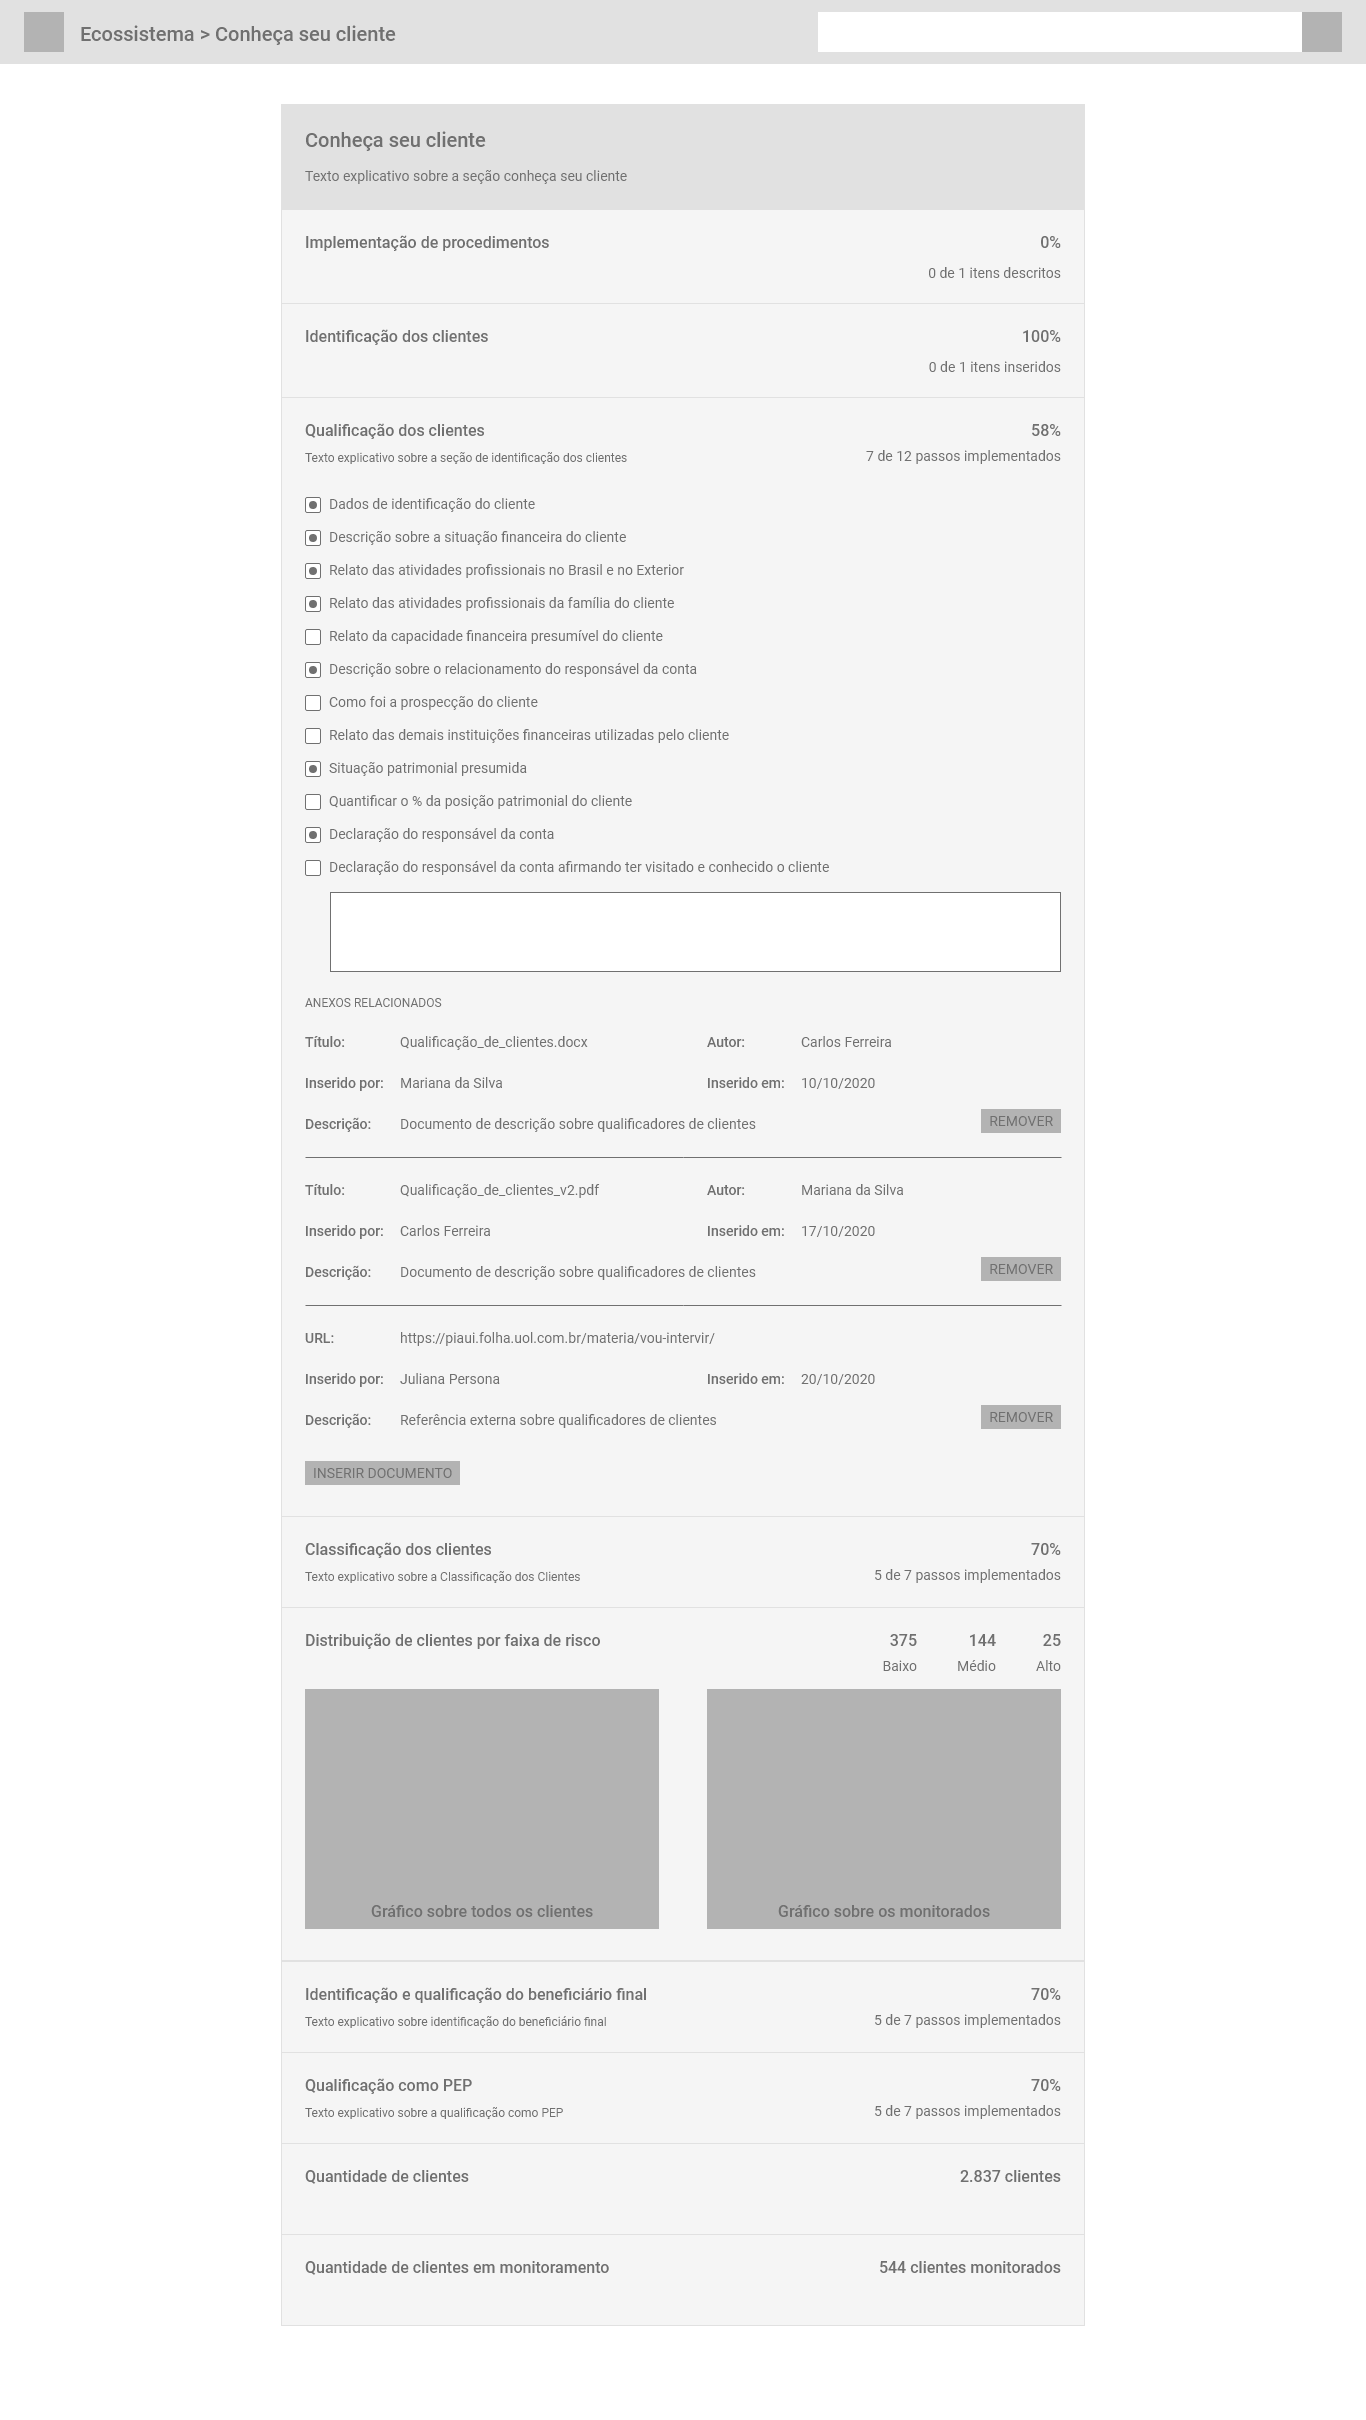 Ecossistema > Conheça seu cliente
Conheça seu cliente
Texto explicativo sobre a seção conheça seu cliente
Implementação de procedimentos 0%
0 de 1 itens descritos
Identificação dos clientes 100%
0 de 1 itens inseridos
Qualificação dos clientes 58%
Texto explicativo sobre a seção de identificação dos clientes 7 de 12 passos implementados
Dados de identificação do cliente
Descrição sobre a situação financeira do cliente
Relato das atividades profissionais no Brasil e no Exterior
Relato das atividades profissionais da família do cliente
Relato da capacidade financeira presumível do cliente
Descrição sobre o relacionamento do responsável da conta
Como foi a prospecção do cliente
Relato das demais instituições financeiras utilizadas pelo cliente
Situação patrimonial presumida
Quantificar o % da posição patrimonial do cliente
Declaração do responsável da conta
Declaração do responsável da conta afirmando ter visitado e conhecido o cliente
ANEXOS RELACIONADOS
Título: Qualificação_de_clientes.docx Autor: Carlos Ferreira
Inserido por: Mariana da Silva Inserido em: 10/10/2020
Descrição: Documento de descrição sobre qualificadores de clientes REMOVER
Título: Qualificação_de_clientes_v2.pdf Autor: Mariana da Silva
Inserido por: Carlos Ferreira Inserido em: 17/10/2020
Descrição: Documento de descrição sobre qualificadores de clientes REMOVER
URL: https://piaui.folha.uol.com.br/materia/vou-intervir/
Inserido por: Juliana Persona Inserido em: 20/10/2020
Descrição: Referência externa sobre qualificadores de clientes REMOVER
INSERIR DOCUMENTO
Classificação dos clientes 70%
Texto explicativo sobre a Classificação dos Clientes 5 de 7 passos implementados
Distribuição de clientes por faixa de risco 375 144 25
Baixo Médio Alto
Gráfico sobre todos os clientes Gráfico sobre os monitorados
Identificação e qualificação do beneficiário final 70%
Texto explicativo sobre identificação do beneficiário final 5 de 7 passos implementados
Qualificação como PEP 70%
Texto explicativo sobre a qualificação como PEP 5 de 7 passos implementados
Quantidade de clientes 2.837 clientes
Quantidade de clientes em monitoramento 544 clientes monitorados